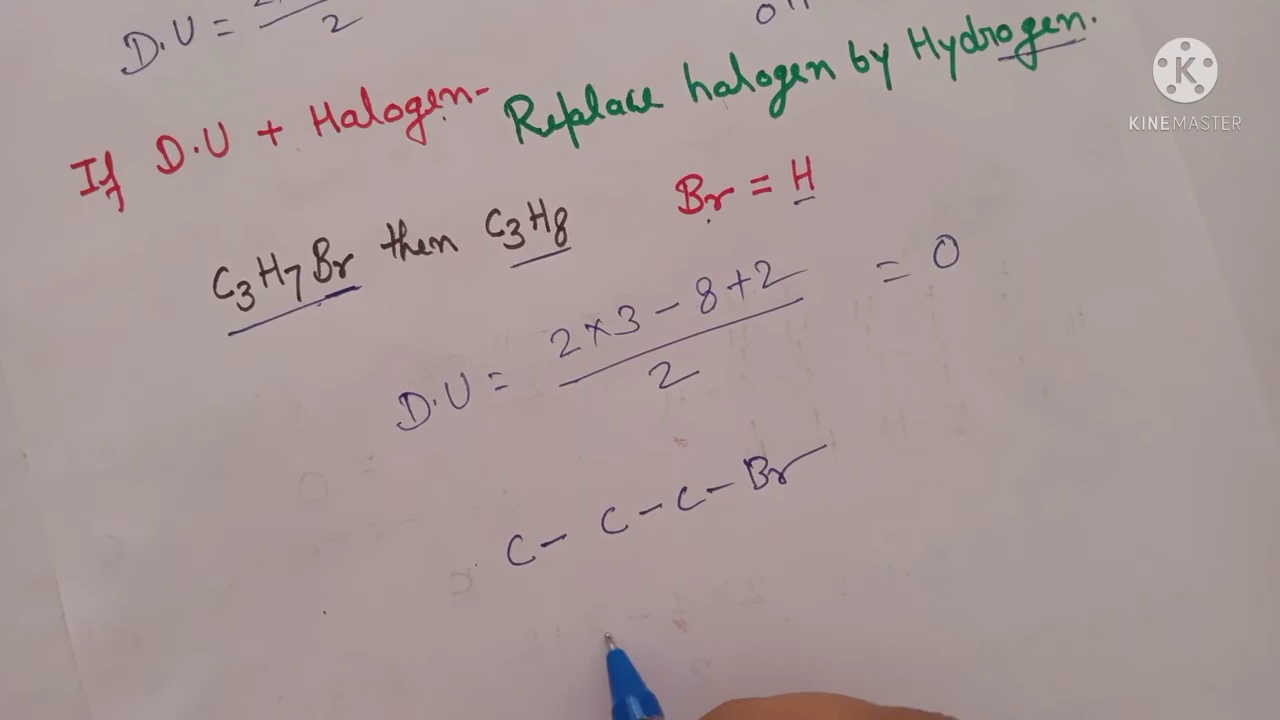 D.U = 2
OH
If D.U + Halogen- Replace halogen by Hydrogen.
C3H7Br then C3H8 Br = H
D.U = 2×3-8+2 / 2 = 0
C-C-C-Br
KINEMASTER